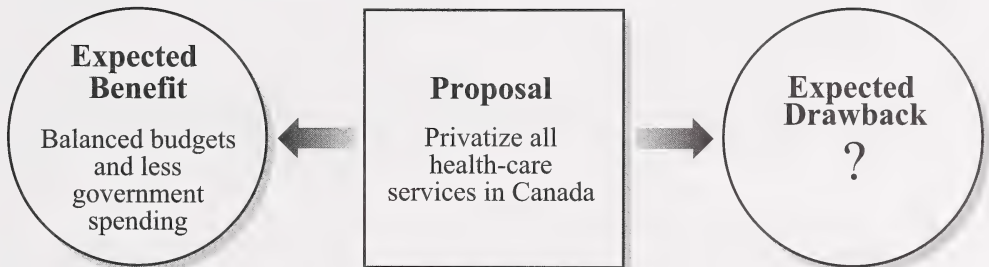 Expected
Benefit
Balanced budgets
and less
government
spending
Proposal
Privatize all
health-care
services in Canada
Expected
Drawback
?